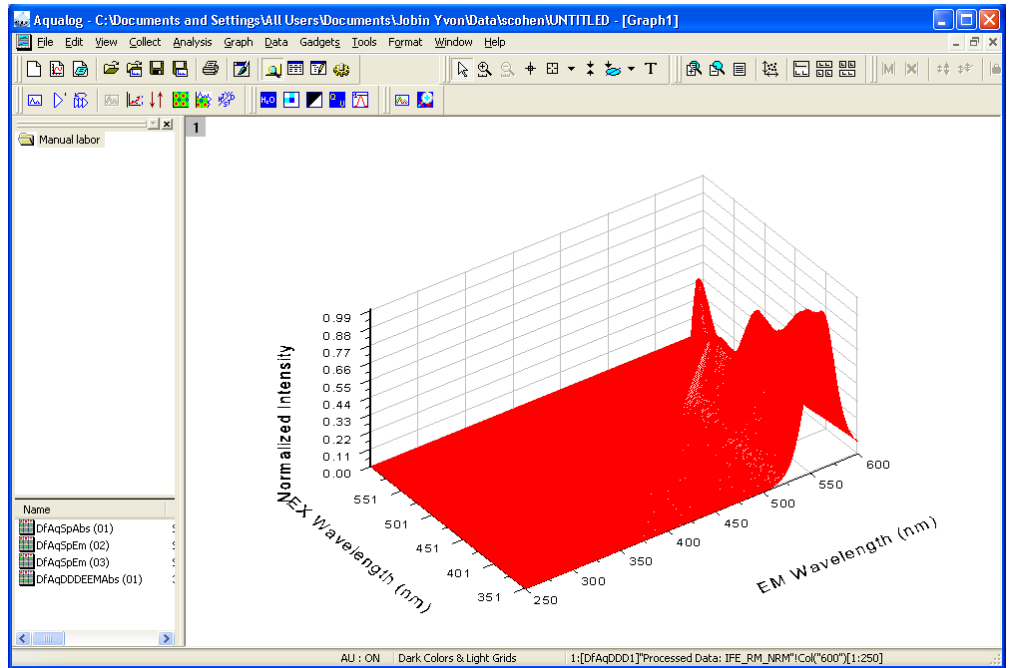 Aqualog - C:\Documents and Settings\All Users\Documents\Jobin Yvon\Data\scohen\UNTITLED - [Graph1]
File Edit View Collect Analysis Graph Data Gadgets Tools Format Window Help
T
M
H2O
Q U
Manual labor
1
Name
DfAqSpAbs (01)
DfAqSpEm (02)
DfAqSpEm (03)
DfAqDDDEEMAbs (01)
Normalized Intensity
0.99
0.88
0.77
0.66
0.55
0.44
0.33
0.22
0.11
0.00
EX Wavelength (nm)
551
501
451
401
351
250
300
350
400
450
500
550
600
EM Wavelength (nm)
AU : ON Dark Colors & Light Grids 1:[DfAqDDD1]"Processed Data: IFE_RM_NRM"!Col("600")[1:250]